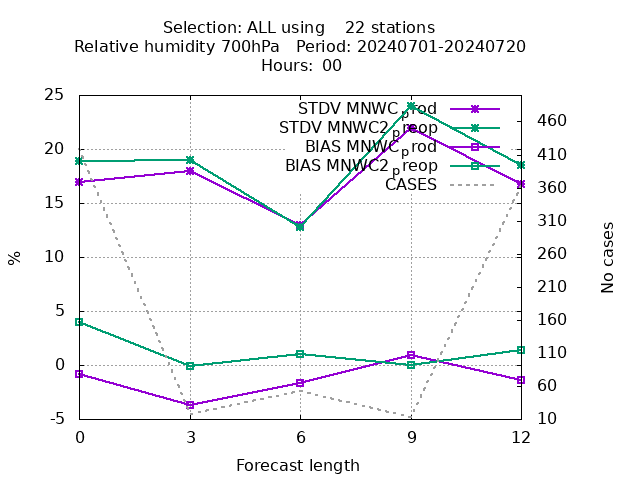 Selection: ALL using 22 stations
Relative humidity 700hPa Period: 20240701-20240720
Hours: 00
STDV MNWC_prod
STDV MNWC2_preop
BIAS MNWC_prod
BIAS MNWC2_preop
CASES
25
20
15
10
5
0
-5
%
460
410
360
310
260
210
160
110
60
10
No cases
0 3 6 9 12
Forecast length